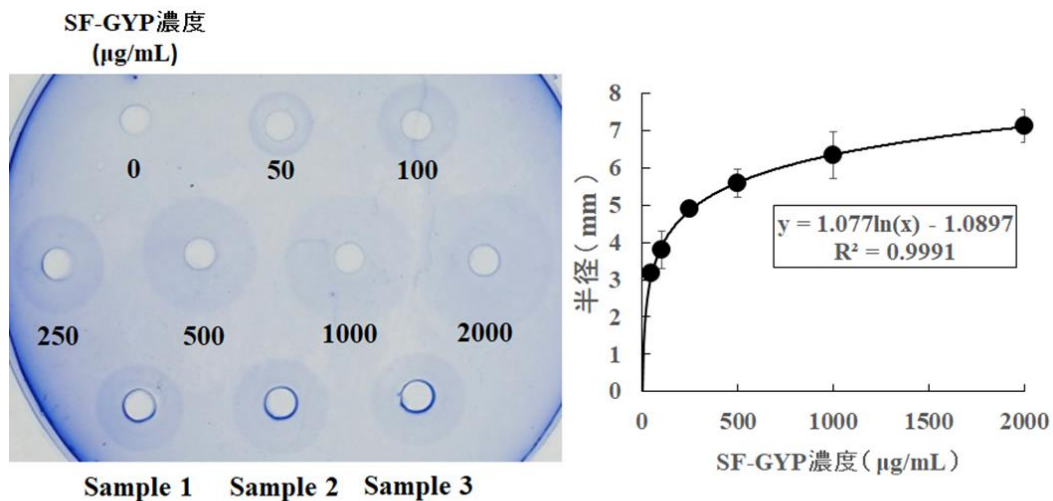 SF-GYP濃度
(μg/mL)
0
50
100
250
500
1000
2000
Sample 1
Sample 2
Sample 3
8
7
6
5
4
3
2
1
0
半径(mm)
y = 1.077ln(x) - 1.0897
R² = 0.9991
0
500
1000
1500
2000
SF-GYP濃度(μg/mL)